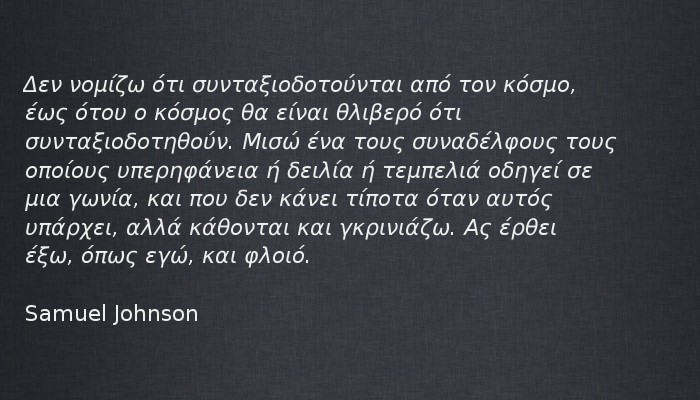 Δεν νομίζω ότι συνταξιοδοτούνται από τον κόσμο,
έως ότου ο κόσμος θα είναι θλιβερό ότι
συνταξιοδοτηθούν. Μισώ ένα τους συναδέλφους τους
οποίους υπερηφάνεια ή δειλία ή τεμπελιά οδηγεί σε
μια γωνία, και που δεν κάνει τίποτα όταν αυτός
υπάρχει, αλλά κάθονται και γκρινιάζω. Ας έρθει
έξω, όπως εγώ, και φλοιό.
Samuel Johnson